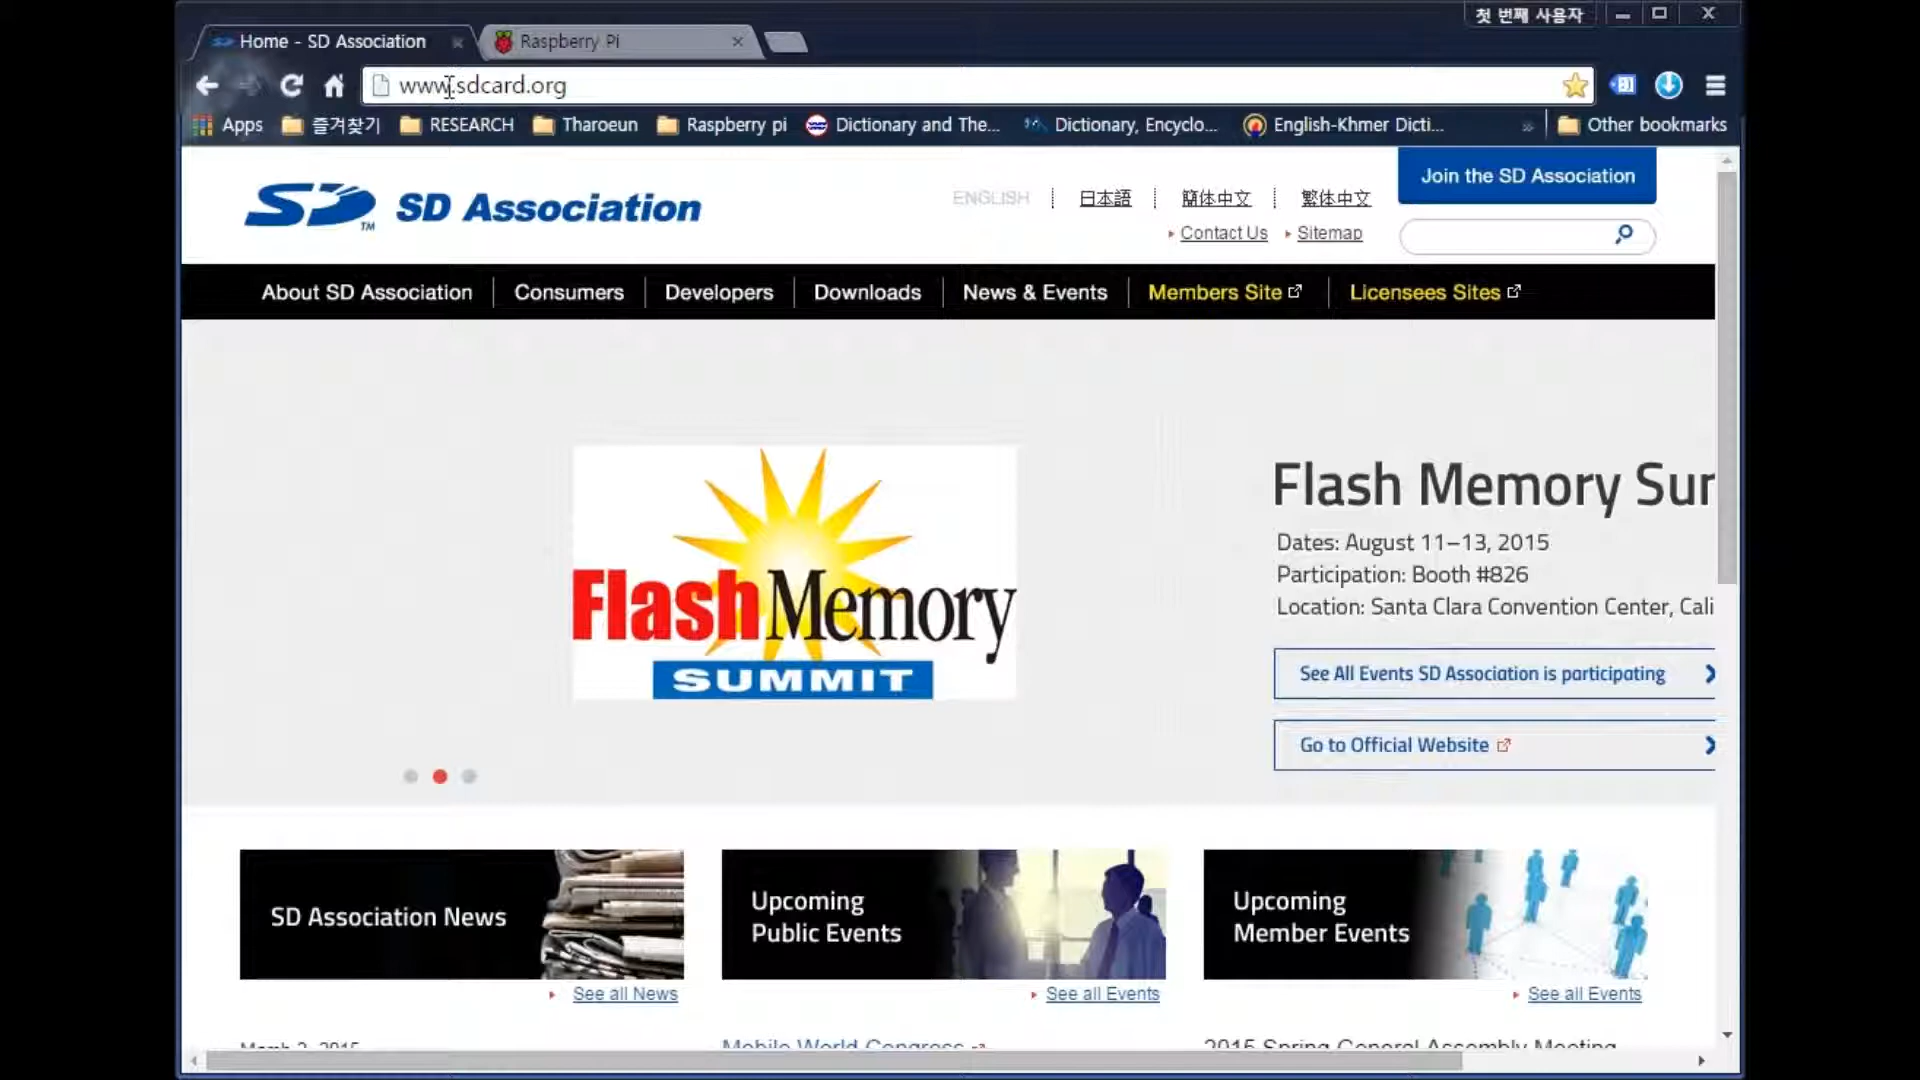 첫 번째 사용자
Home - SD Association
Raspberry Pi
www.sdcard.org
Apps
즐겨찾기
RESEARCH
Tharoeun
Raspberry pi
Dictionary and The...
Dictionary, Encyclo...
English-Khmer Dicti...
Other bookmarks
SD Association
ENGLISH
日本語
簡体中文
繁体中文
Join the SD Association
Contact Us
Sitemap
About SD Association
Consumers
Developers
Downloads
News & Events
Members Site
Licensees Sites
Flash Memory
SUMMIT
Flash Memory Sum
Dates: August 11–13, 2015
Participation: Booth #826
Location: Santa Clara Convention Center, Cali
See All Events SD Association is participating
Go to Official Website
SD Association News
Upcoming
Public Events
Upcoming
Member Events
See all News
See all Events
See all Events
March 2, 2015
Mobile World Congress
2015 Spring General Assembly Meeting